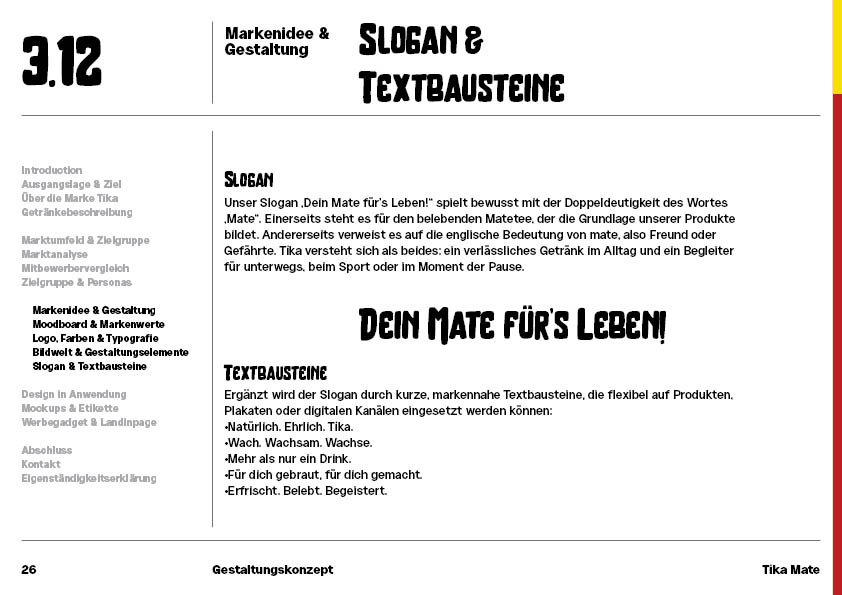 3.12
Markenidee &
Gestaltung
Slogan &
Textbausteine
Introduction
Ausgangslage & Ziel
Über die Marke Tika
Getränkebeschreibung
Marktumfeld & Zielgruppe
Marktanalyse
Mitbewerbervergleich
Zielgruppe & Personas
Markenidee & Gestaltung
Moodboard & Markenwerte
Logo, Farben & Typografie
Bildwelt & Gestaltungselemente
Slogan & Textbausteine
Design in Anwendung
Mockups & Etikette
Werbegadget & Landinpage
Abschluss
Kontakt
Eigenständigkeitserklärung
Slogan
Unser Slogan „Dein Mate für's Leben!“ spielt bewusst mit der Doppeldeutigkeit des Wortes
„Mate“. Einerseits steht es für den belebenden Matetee, der die Grundlage unserer Produkte
bildet. Andererseits verweist es auf die englische Bedeutung von mate, also Freund oder
Gefährte. Tika versteht sich als beides: ein verlässliches Getränk im Alltag und ein Begleiter
für unterwegs, beim Sport oder im Moment der Pause.
Dein Mate für's Leben!
Textbausteine
Ergänzt wird der Slogan durch kurze, markennahe Textbausteine, die flexibel auf Produkten,
Plakaten oder digitalen Kanälen eingesetzt werden können:
•Natürlich. Ehrlich. Tika.
•Wach. Wachsam. Wachse.
•Mehr als nur ein Drink.
•Für dich gebraut, für dich gemacht.
•Erfrischt. Belebt. Begeistert.
26
Gestaltungskonzept
Tika Mate